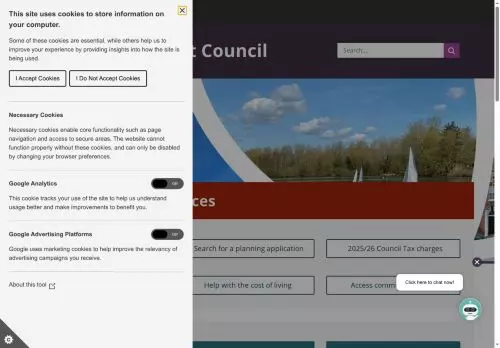 This site uses cookies to store information on
your computer.
Some of these cookies are essential, while others help us to
improve your experience by providing insights into how the site is
being used.
I Accept Cookies
I Do Not Accept Cookies
Necessary Cookies
Necessary cookies enable core functionality such as page
navigation and access to secure areas. The website cannot
function properly without these cookies, and can only be disabled
by changing your browser preferences.
Google Analytics
Off
This cookie tracks your use of the site to help us understand
usage better and make improvements to benefit you.
Google Advertising Platforms
Off
Google uses marketing cookies to help improve the relevancy of
advertising campaigns you receive.
About this tool
t Council
Search...
ces
Search for a planning application
2025/26 Council Tax charges
Help with the cost of living
Access comm
Click here to chat now!